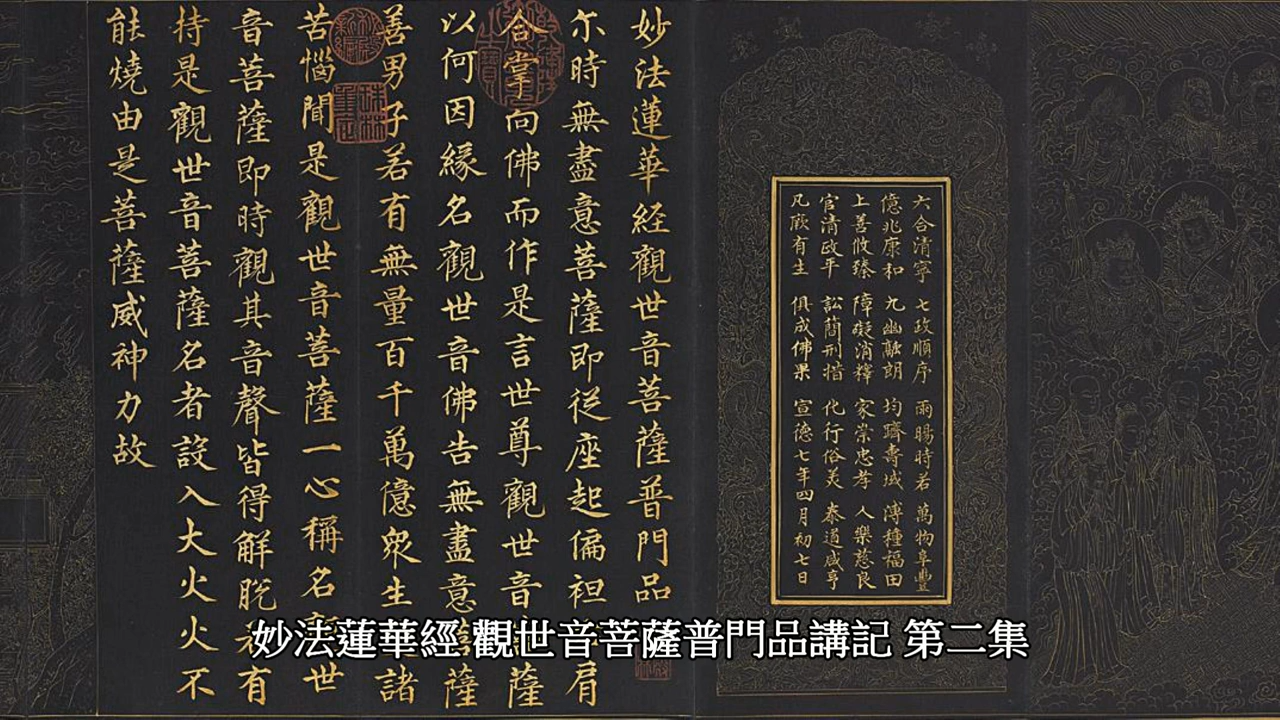 六合清寧 七政順序 雨暘時若 萬物阜豐
億兆康和 九幽融朗 均躋壽域 溥種福田
上善攸臻 障礙消釋 家崇忠孝 人樂慈良
官清政平 訟簡刑措 化行俗美 泰道咸亨
凡厥有生 俱成佛果 宣德七年四月初七日
妙法蓮華経觀世音菩薩普門品
尒時無盡意菩薩即從座起偏袒肩
合掌向佛而作是言世尊觀世音薩
以何因緣名觀世音佛告無盡意菩薩
善男子若有無量百千萬億衆生諸
苦惱聞是觀世音菩薩一心稱名世
音菩薩即時觀其音聲皆得解脫若有
持是觀世音菩薩名者設入大火火不
能燒由是菩薩威神力故
妙法蓮華經 觀世音菩薩普門品講記 第二集